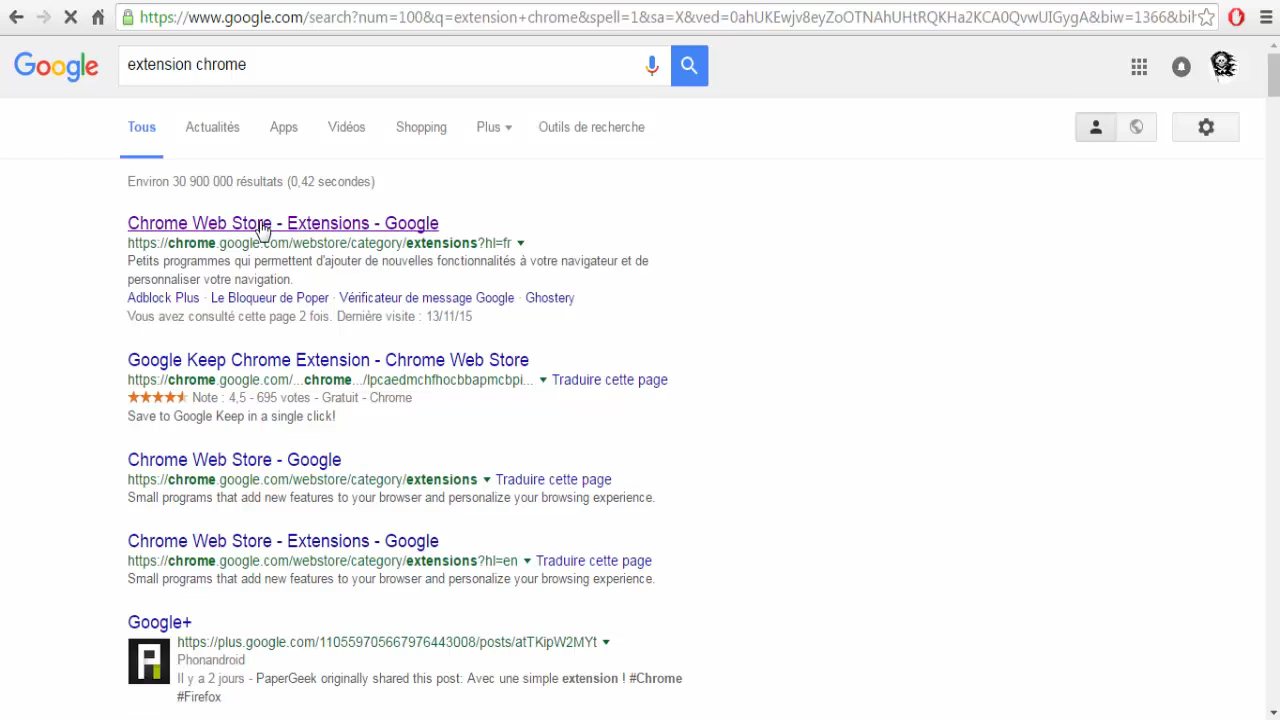 https://www.google.com/search?num=100&q=extension+chrome&spell=1&sa=X&ved=0ahUKEwjv8eyZoOTNAhUHtRQKHa2KCA0QvwUIGygA&biw=1366&bih
Google extension chrome
Tous Actualités Apps Vidéos Shopping Plus Outils de recherche
Environ 30 900 000 résultats (0,42 secondes)
Chrome Web Store - Extensions - Google
https://chrome.google.com/webstore/category/extensions?hl=fr
Petits programmes qui permettent d'ajouter de nouvelles fonctionnalités à votre navigateur et de
personnaliser votre navigation.
Adblock Plus · Le Bloqueur de Poper · Vérificateur de message Google · Ghostery
Vous avez consulté cette page 2 fois. Dernière visite : 13/11/15
Google Keep Chrome Extension - Chrome Web Store
https://chrome.google.com/...chrome.../lpcaedmchfhocbbapmcbpi... Traduire cette page
Note : 4,5 - 695 votes - Gratuit - Chrome
Save to Google Keep in a single click!
Chrome Web Store - Google
https://chrome.google.com/webstore/category/extensions Traduire cette page
Small programs that add new features to your browser and personalize your browsing experience.
Chrome Web Store - Extensions - Google
https://chrome.google.com/webstore/category/extensions?hl=en Traduire cette page
Small programs that add new features to your browser and personalize your browsing experience.
Google+
https://plus.google.com/110559705667976443008/posts/atTKipW2MYt
Phonandroid
Il y a 2 jours - PaperGeek originally shared this post: Avec une simple extension ! #Chrome
#Firefox